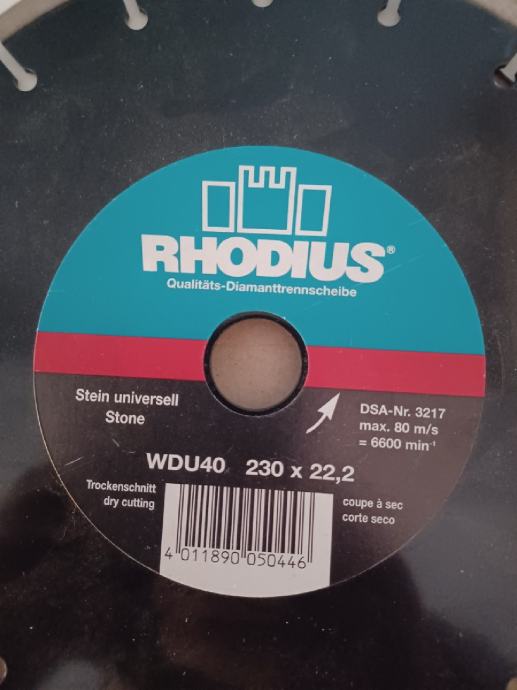 RHODIUS®
Qualitäts-Diamanttrennscheibe
Stein universell
Stone
DSA-Nr. 3217
max. 80 m/s
= 6600 min⁻¹
WDU40 230 x 22,2
Trockenschnitt
dry cutting
coupe à sec
corte seco
4 011890 050446